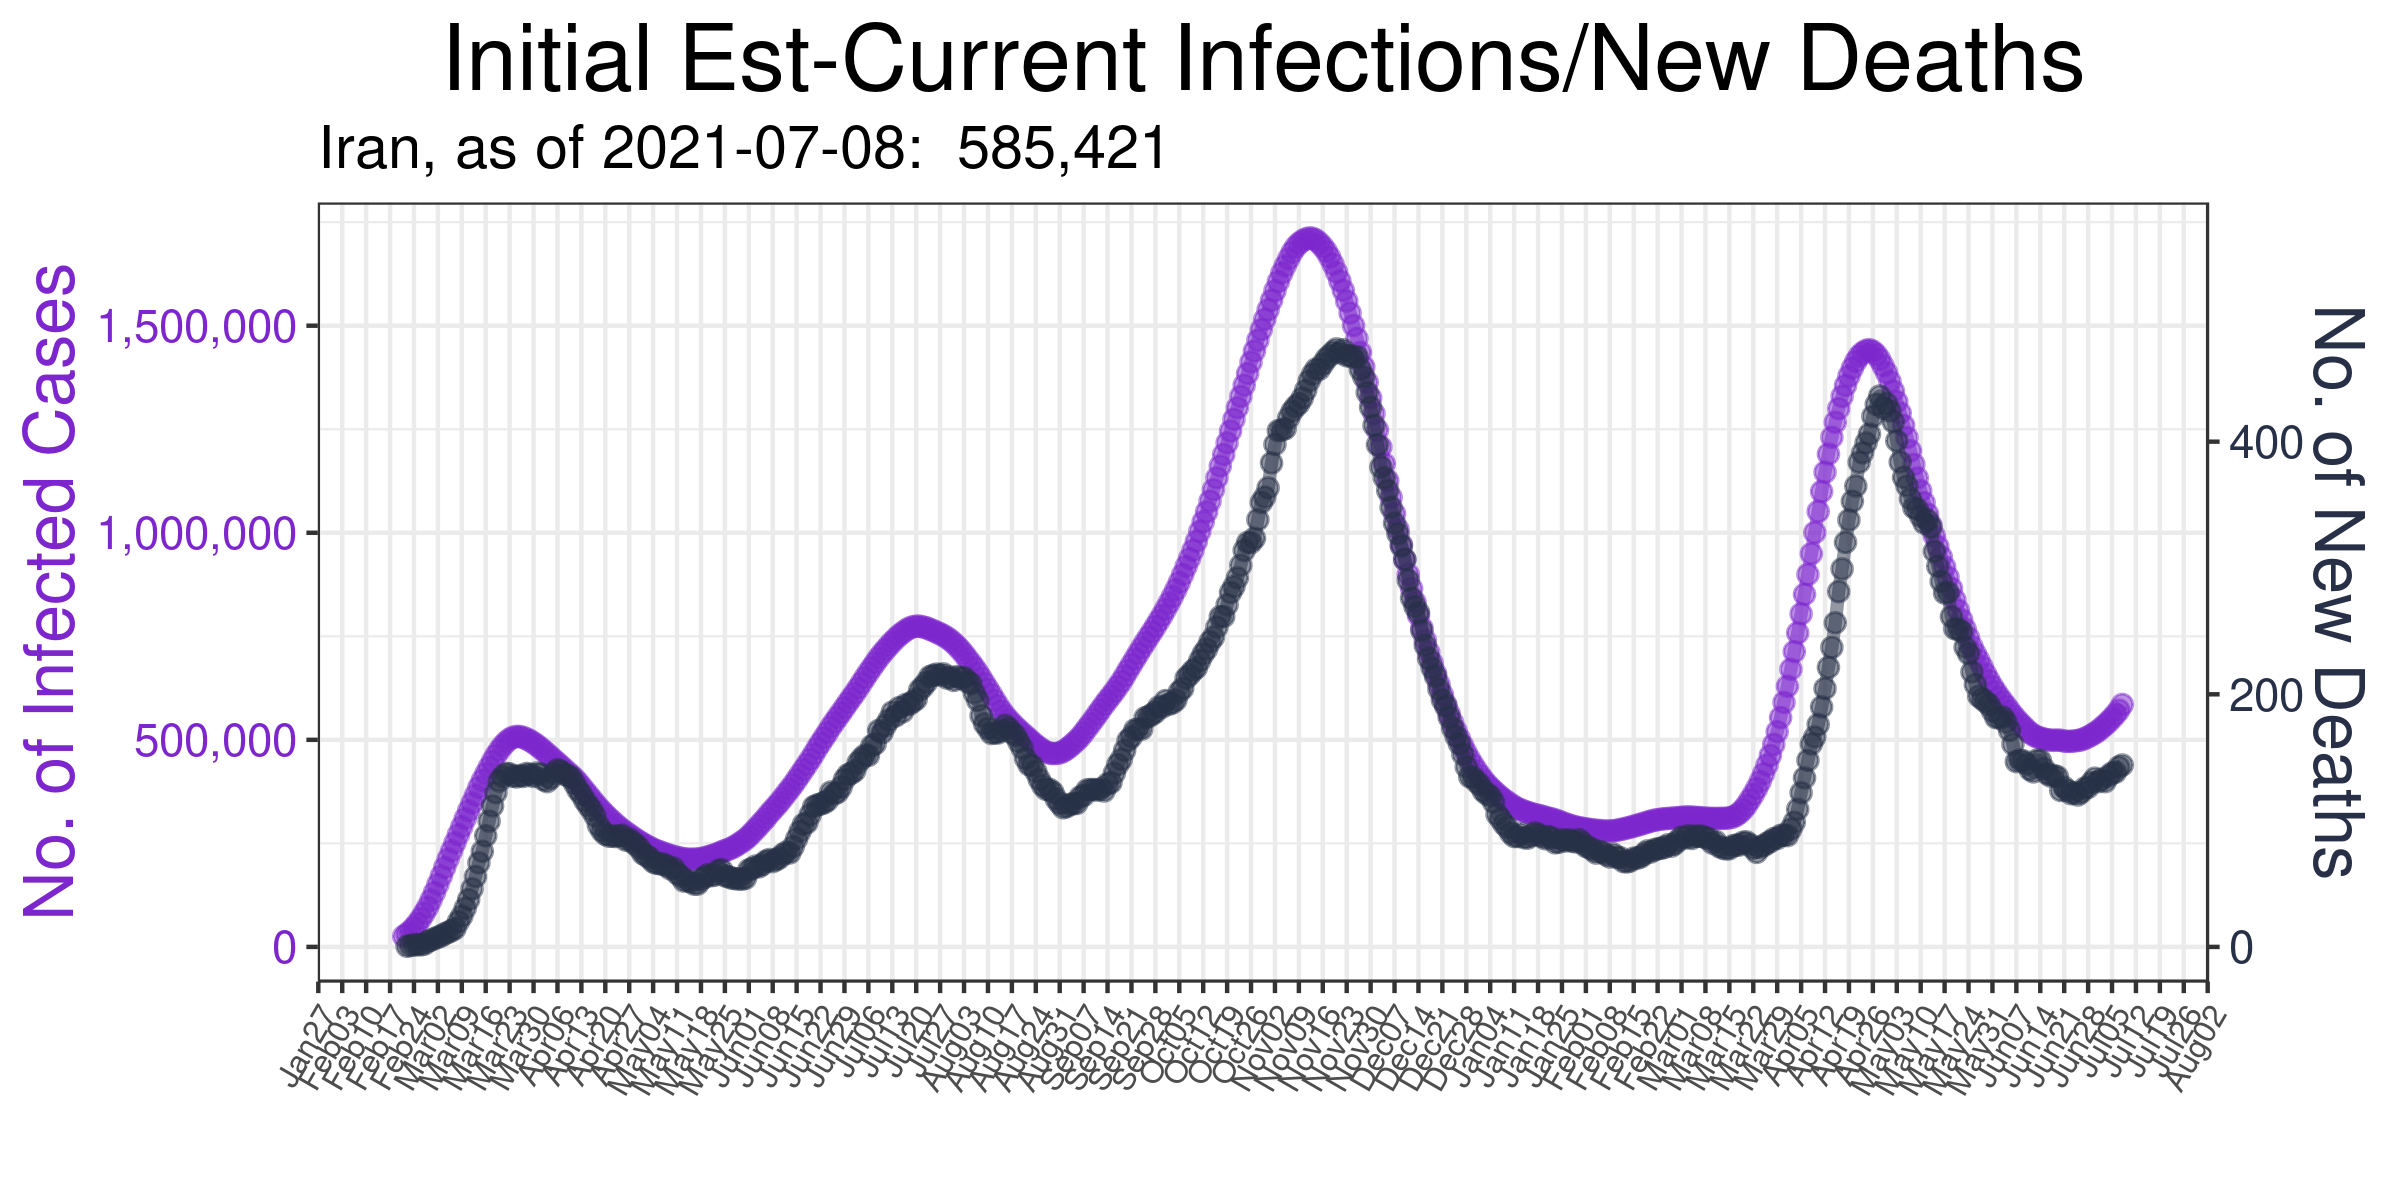 Initial Est-Current Infections/New Deaths
Iran, as of 2021-07-08:  585,421
No. of Infected Cases
1,500,000
1,000,000
500,000
0
No. of New Deaths
400
200
0
Jan27
Feb03
Feb10
Feb17
Feb24
Mar02
Mar09
Mar16
Mar23
Mar30
Apr06
Apr13
Apr20
Apr27
May04
May11
May18
May25
Jun01
Jun08
Jun15
Jun22
Jun29
Jul06
Jul13
Jul20
Jul27
Aug03
Aug10
Aug17
Aug24
Aug31
Sep07
Sep14
Sep21
Sep28
Oct05
Oct12
Oct19
Oct26
Nov02
Nov09
Nov16
Nov23
Nov30
Dec07
Dec14
Dec21
Dec28
Jan04
Jan11
Jan18
Jan25
Feb01
Feb08
Feb15
Feb22
Mar01
Mar08
Mar15
Mar22
Mar29
Apr05
Apr12
Apr19
Apr26
May03
May10
May17
May24
May31
Jun07
Jun14
Jun21
Jun28
Jul05
Jul12
Jul19
Jul26
Aug02